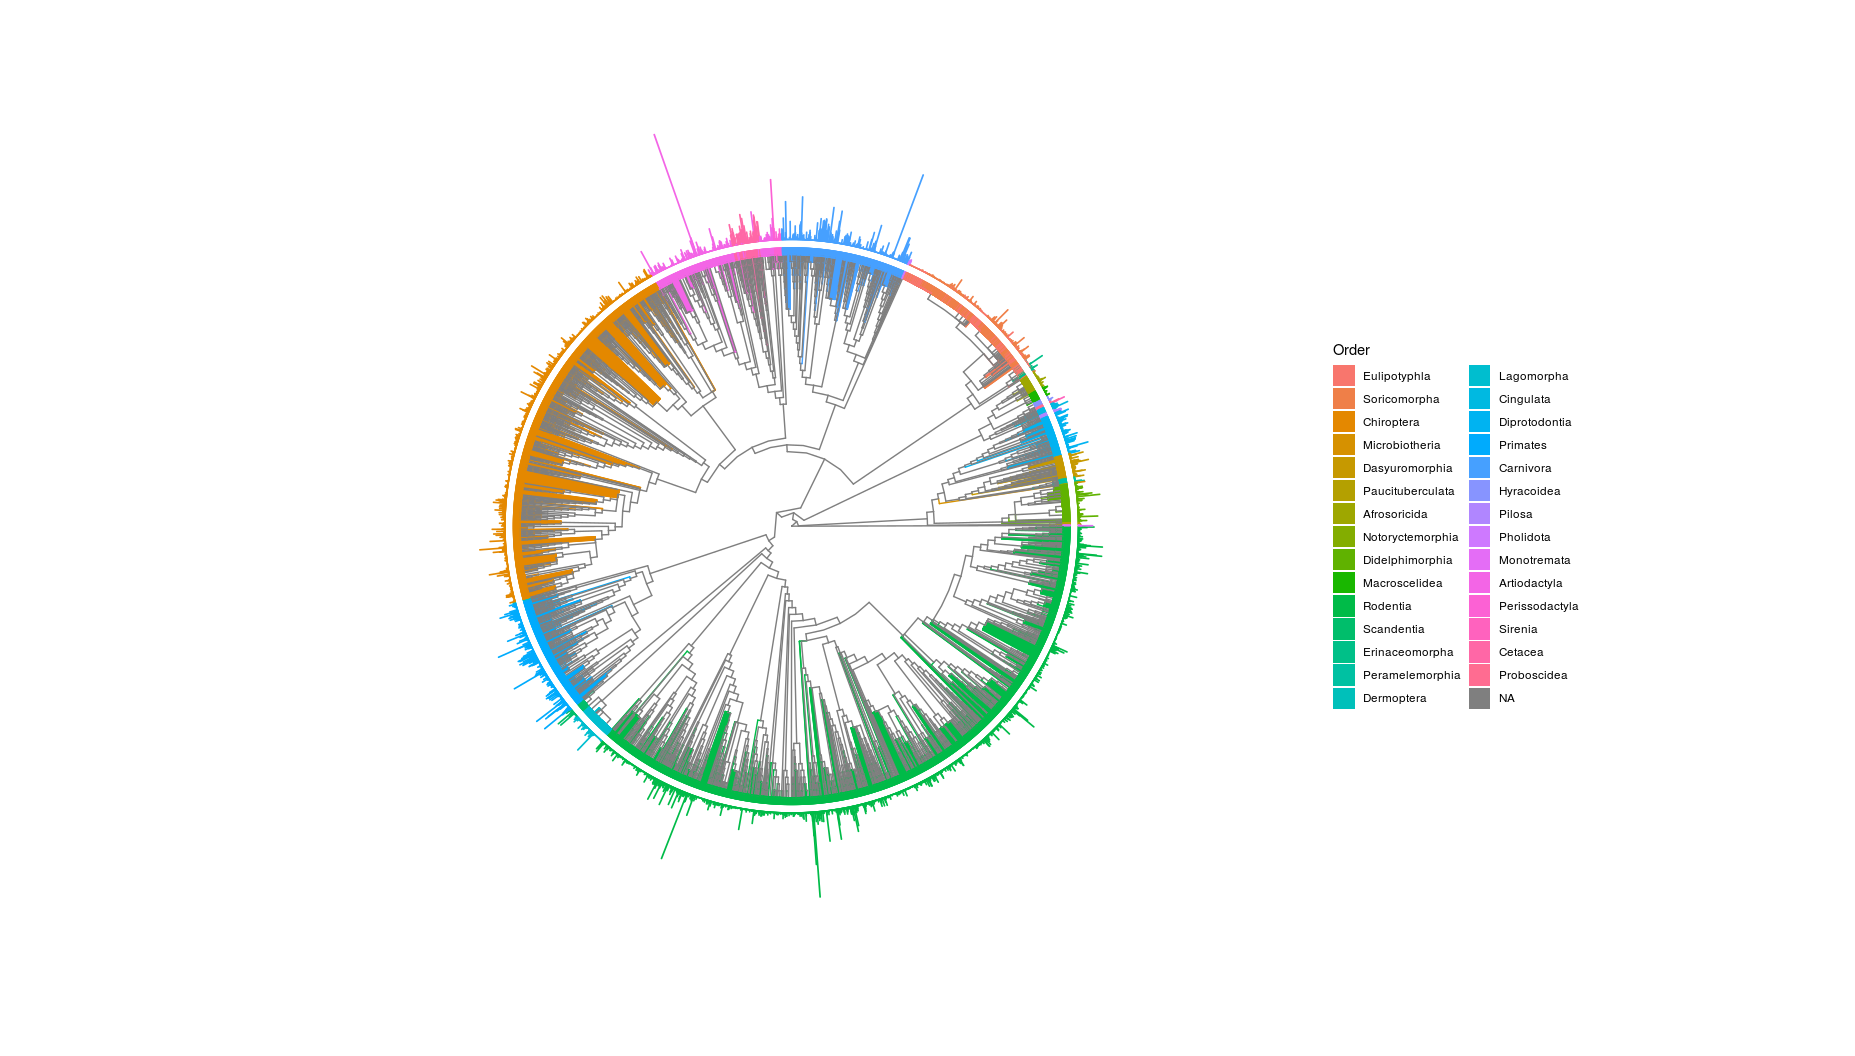 Order
Eulipotyphla
Soricomorpha
Chiroptera
Microbiotheria
Dasyuromorphia
Paucituberculata
Afrosoricida
Notoryctemorphia
Didelphimorphia
Macroscelidea
Rodentia
Scandentia
Erinaceomorpha
Peramelemorphia
Dermoptera
Lagomorpha
Cingulata
Diprotodontia
Primates
Carnivora
Hyracoidea
Pilosa
Pholidota
Monotremata
Artiodactyla
Perissodactyla
Sirenia
Cetacea
Proboscidea
NA